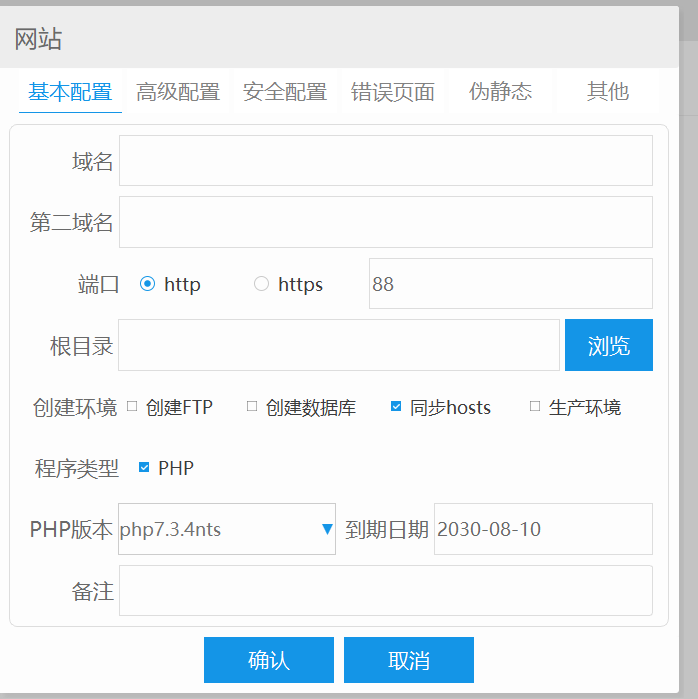 网站
基本配置 高级配置 安全配置 错误页面 伪静态 其他
域名
第二域名
端口 http https 88
根目录 浏览
创建环境 创建FTP 创建数据库 同步hosts 生产环境
程序类型 PHP
PHP版本 php7.3.4nts 到期日期 2030-08-10
备注
确认 取消